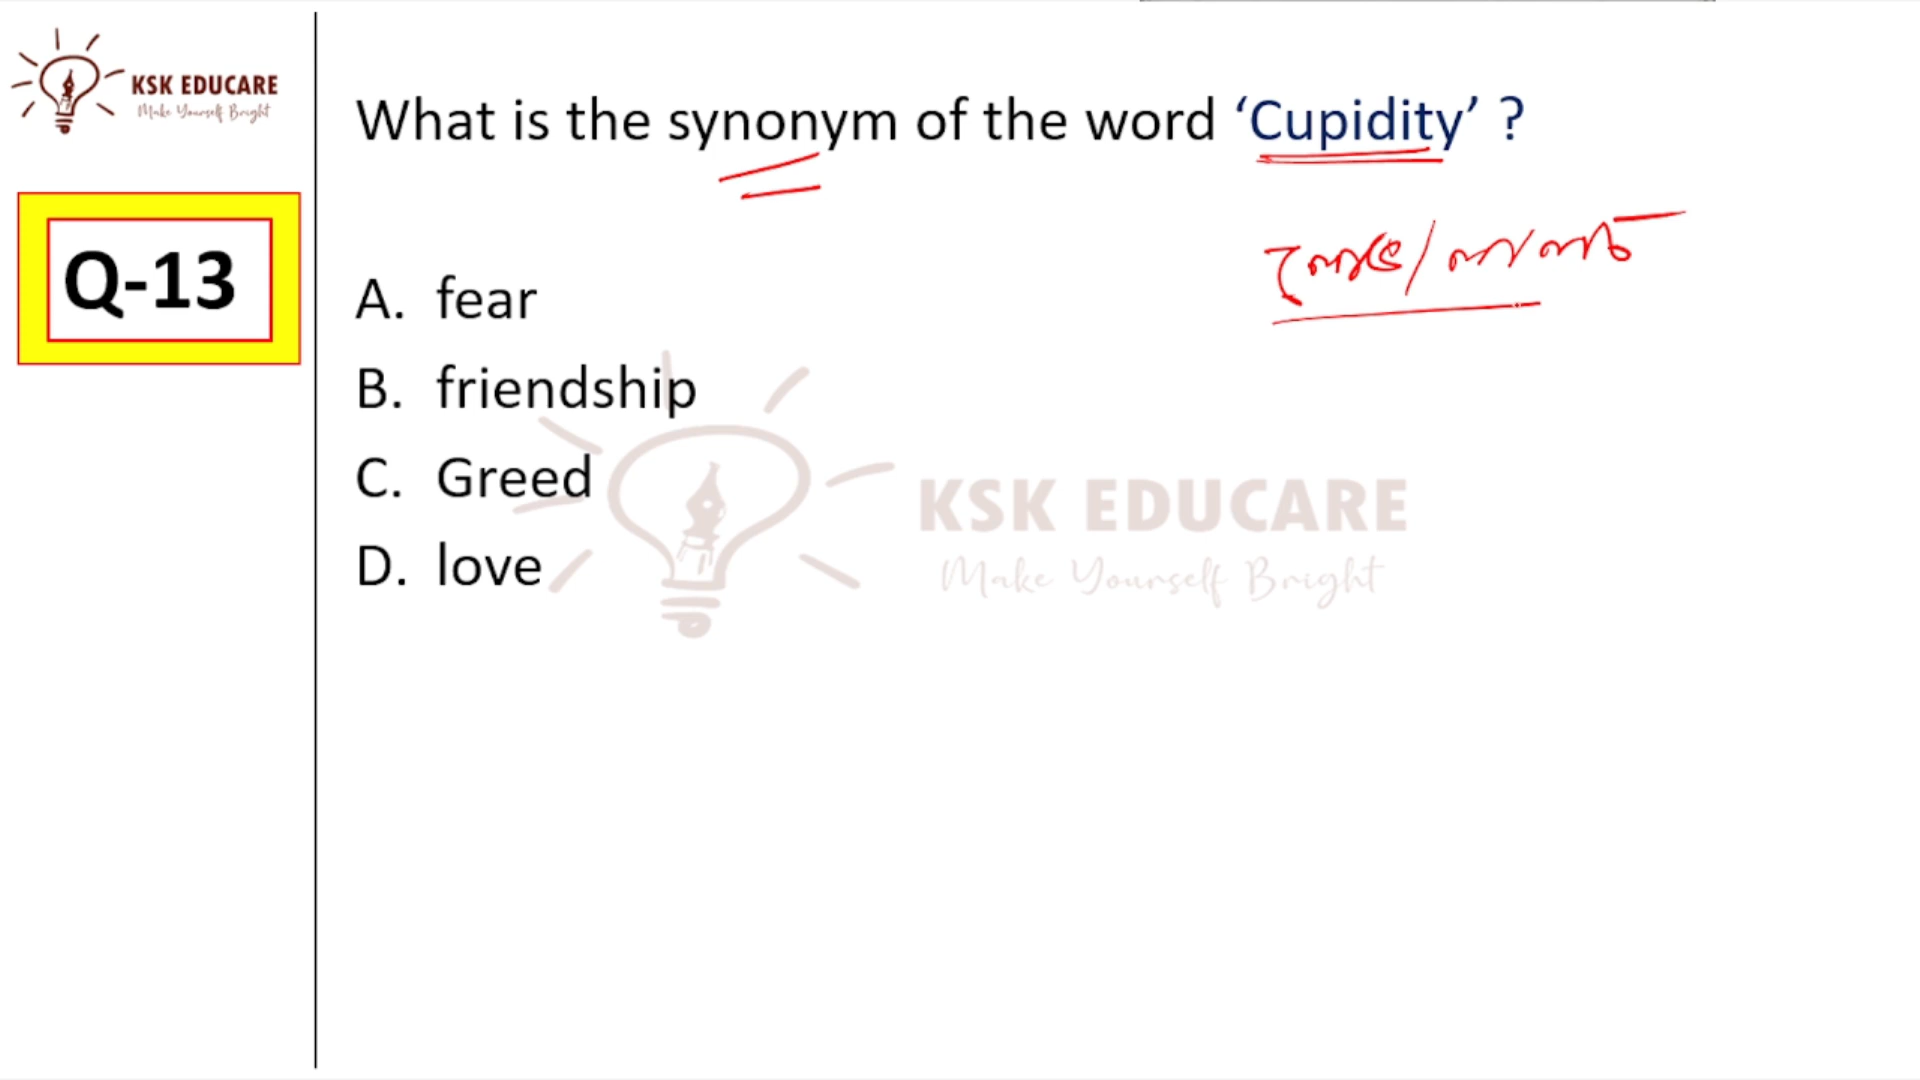 KSK EDUCARE
Make Yourself Bright
Q-13
What is the synonym of the word ‘Cupidity’ ?
A. fear
B. friendship
C. Greed
D. love
KSK EDUCARE
Make Yourself Bright